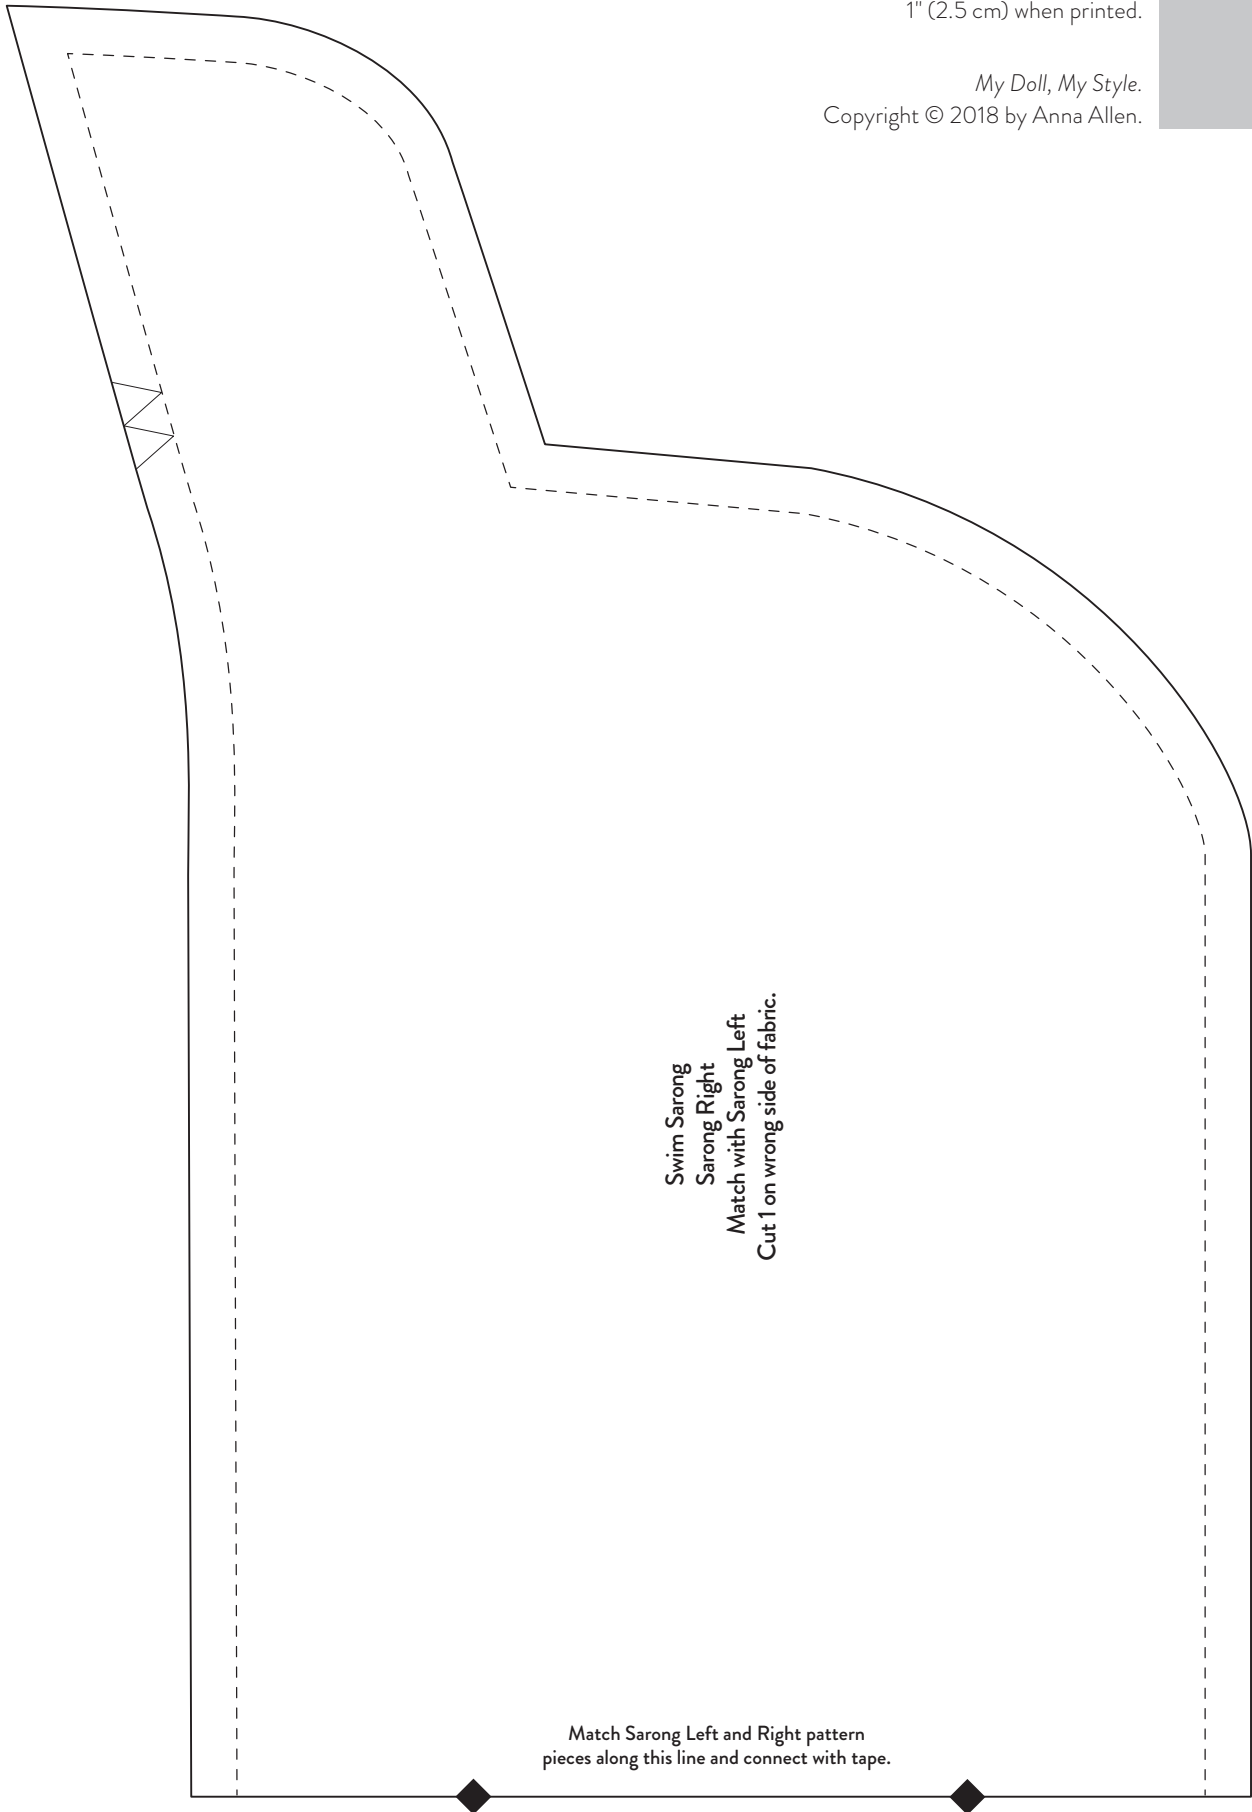 1" (2.5 cm) when printed.
My Doll, My Style.
Copyright © 2018 by Anna Allen.
Swim Sarong
Sarong Right
Match with Sarong Left
Cut 1 on wrong side of fabric.
Match Sarong Left and Right pattern
pieces along this line and connect with tape.